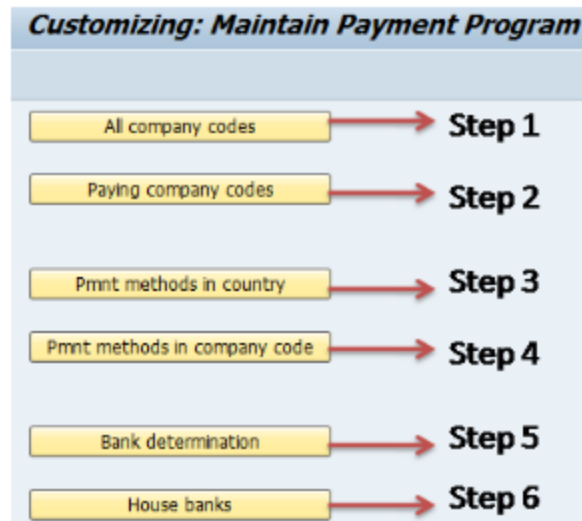 Customizing: Maintain Payment Program
All company codes Step 1
Paying company codes Step 2
Pmnt methods in country Step 3
Pmnt methods in company code Step 4
Bank determination Step 5
House banks Step 6